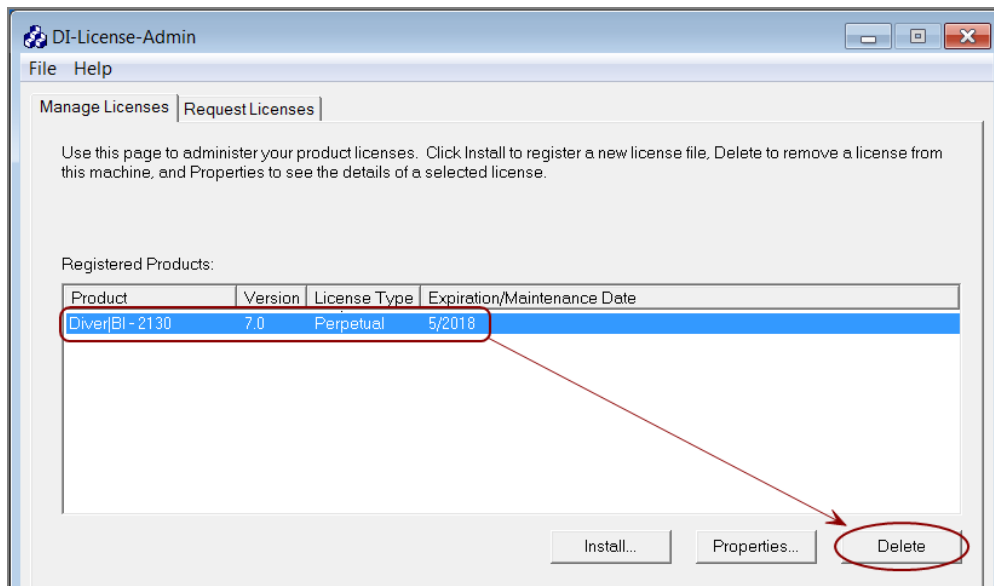 DI-License-Admin
File Help
Manage Licenses Request Licenses
Use this page to administer your product licenses. Click Install to register a new license file, Delete to remove a license from
this machine, and Properties to see the details of a selected license.
Registered Products:
Product Version License Type Expiration/Maintenance Date
Diver|BI - 2130 7.0 Perpetual 5/2018
Install... Properties... Delete